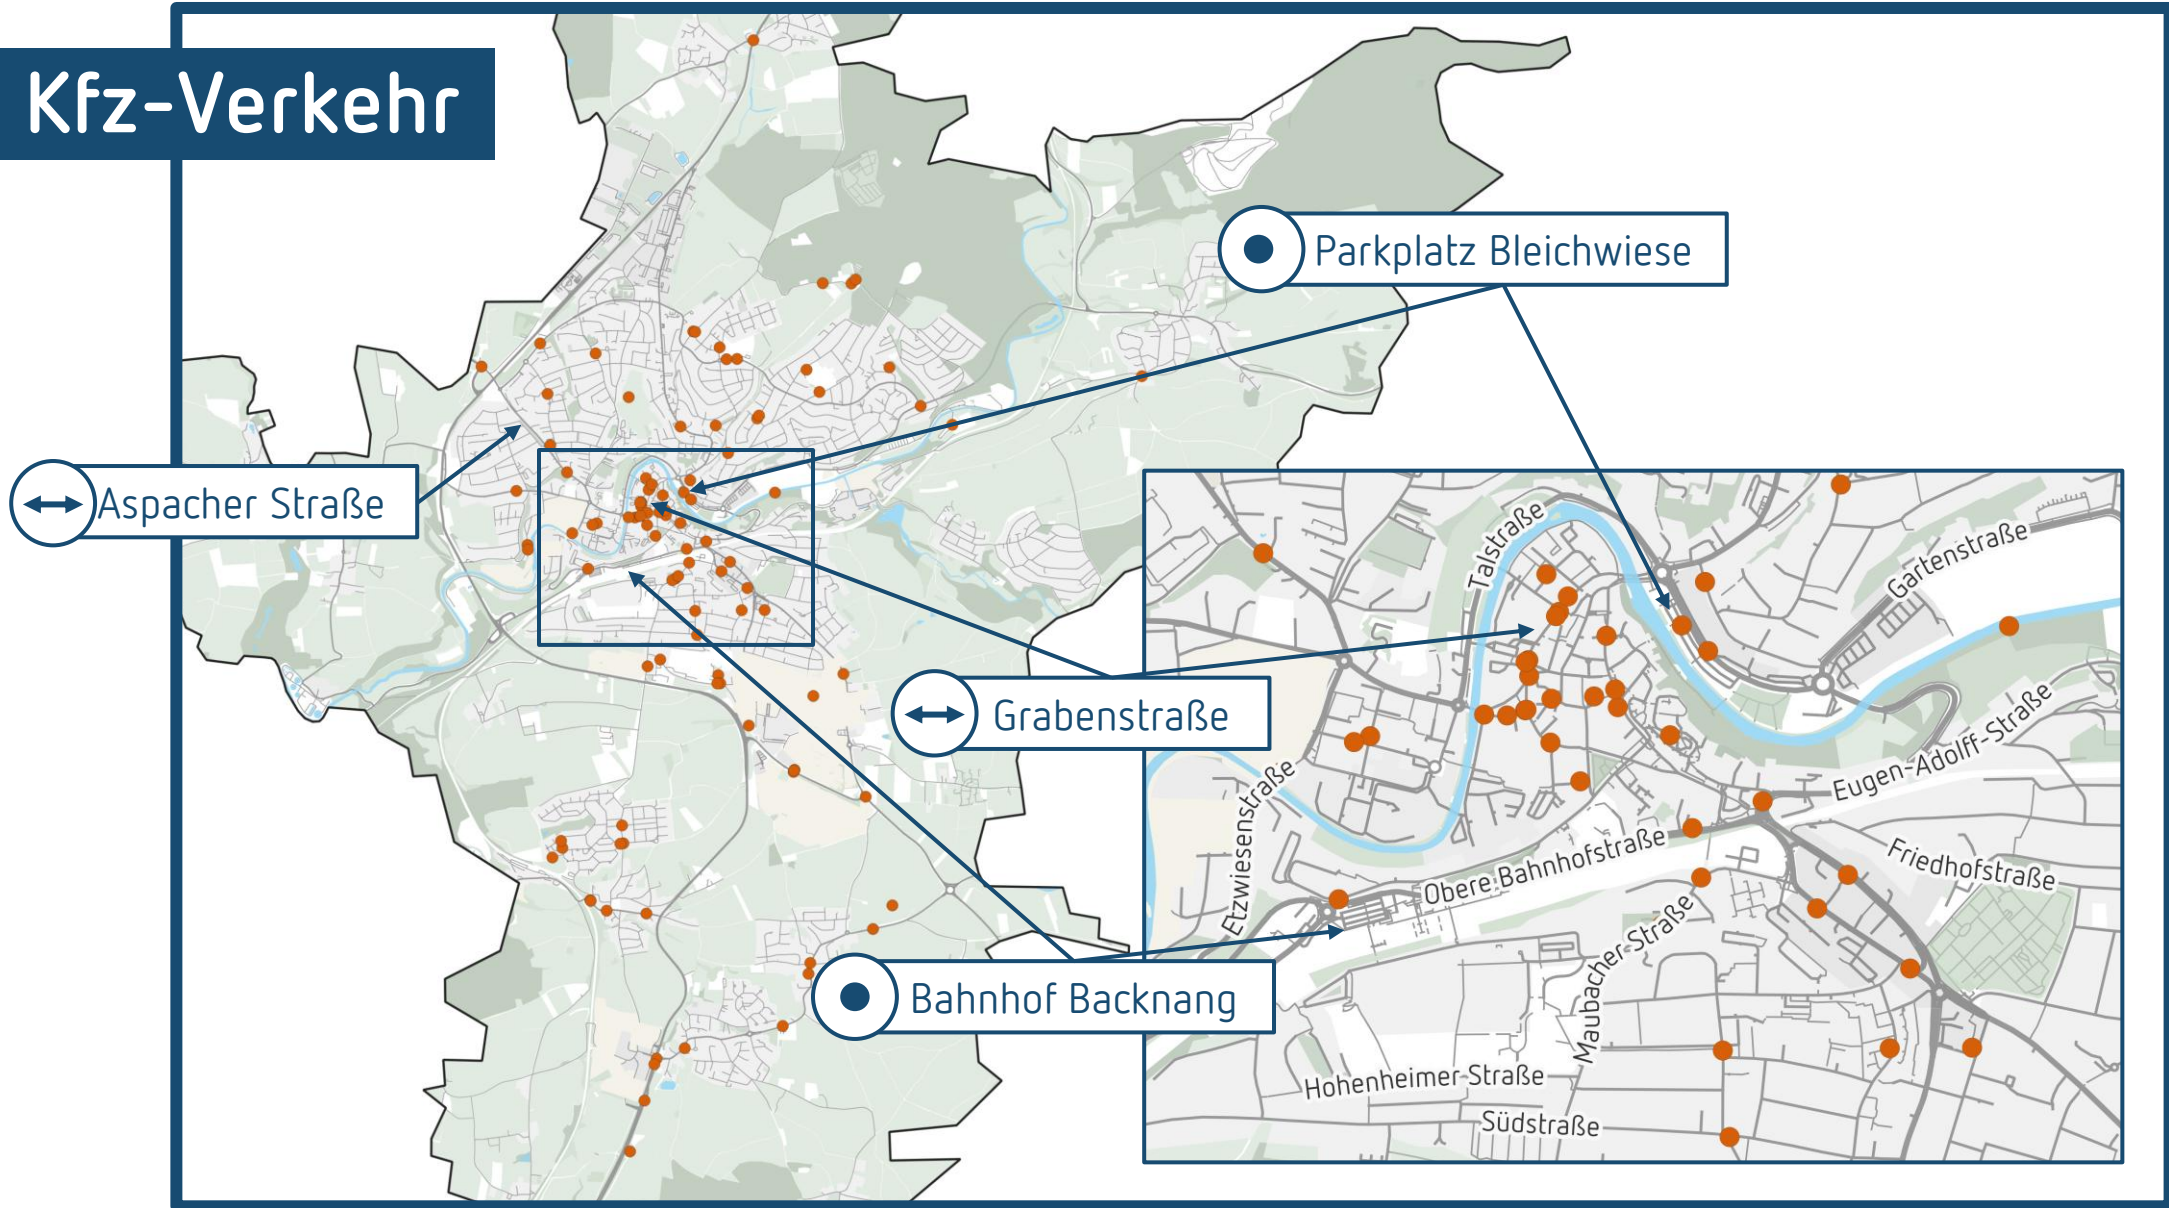 Kfz-Verkehr
Parkplatz Bleichwiese
Aspacher Straße
Grabenstraße
Bahnhof Backnang
Talstraße
Gartenstraße
Eugen-Adolff-Straße
Etzwiesenstraße
Obere Bahnhofstraße
Friedhofstraße
Maubacher Straße
Hohenheimer Straße
Südstraße